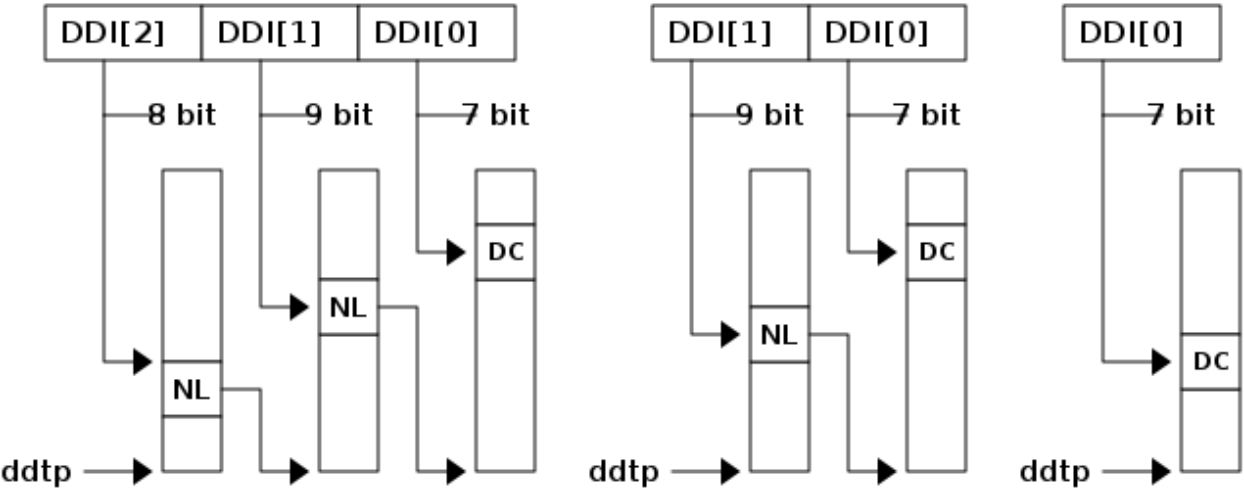 DDI[2] DDI[1] DDI[0] DDI[1] DDI[0] DDI[0]
8 bit 9 bit 7 bit 9 bit 7 bit 7 bit
DC DC
NL
NL
DC
NL
ddtp ddtp ddtp